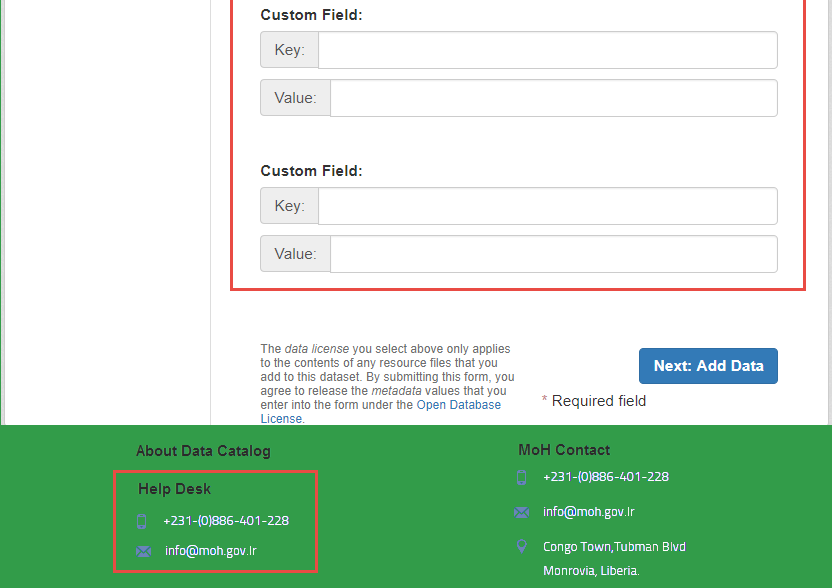 Custom Field:
Key:
Value:
Custom Field:
Key:
Value:
The data license you select above only applies
to the contents of any resource files that you
add to this dataset. By submitting this form, you
agree to release the metadata values that you
enter into the form under the Open Database
License.
Next: Add Data
* Required field
About Data Catalog
Help Desk
+231-(0)886-401-228
info@moh.gov.lr
MoH Contact
+231-(0)886-401-228
info@moh.gov.lr
Congo Town,Tubman Blvd
Monrovia, Liberia.